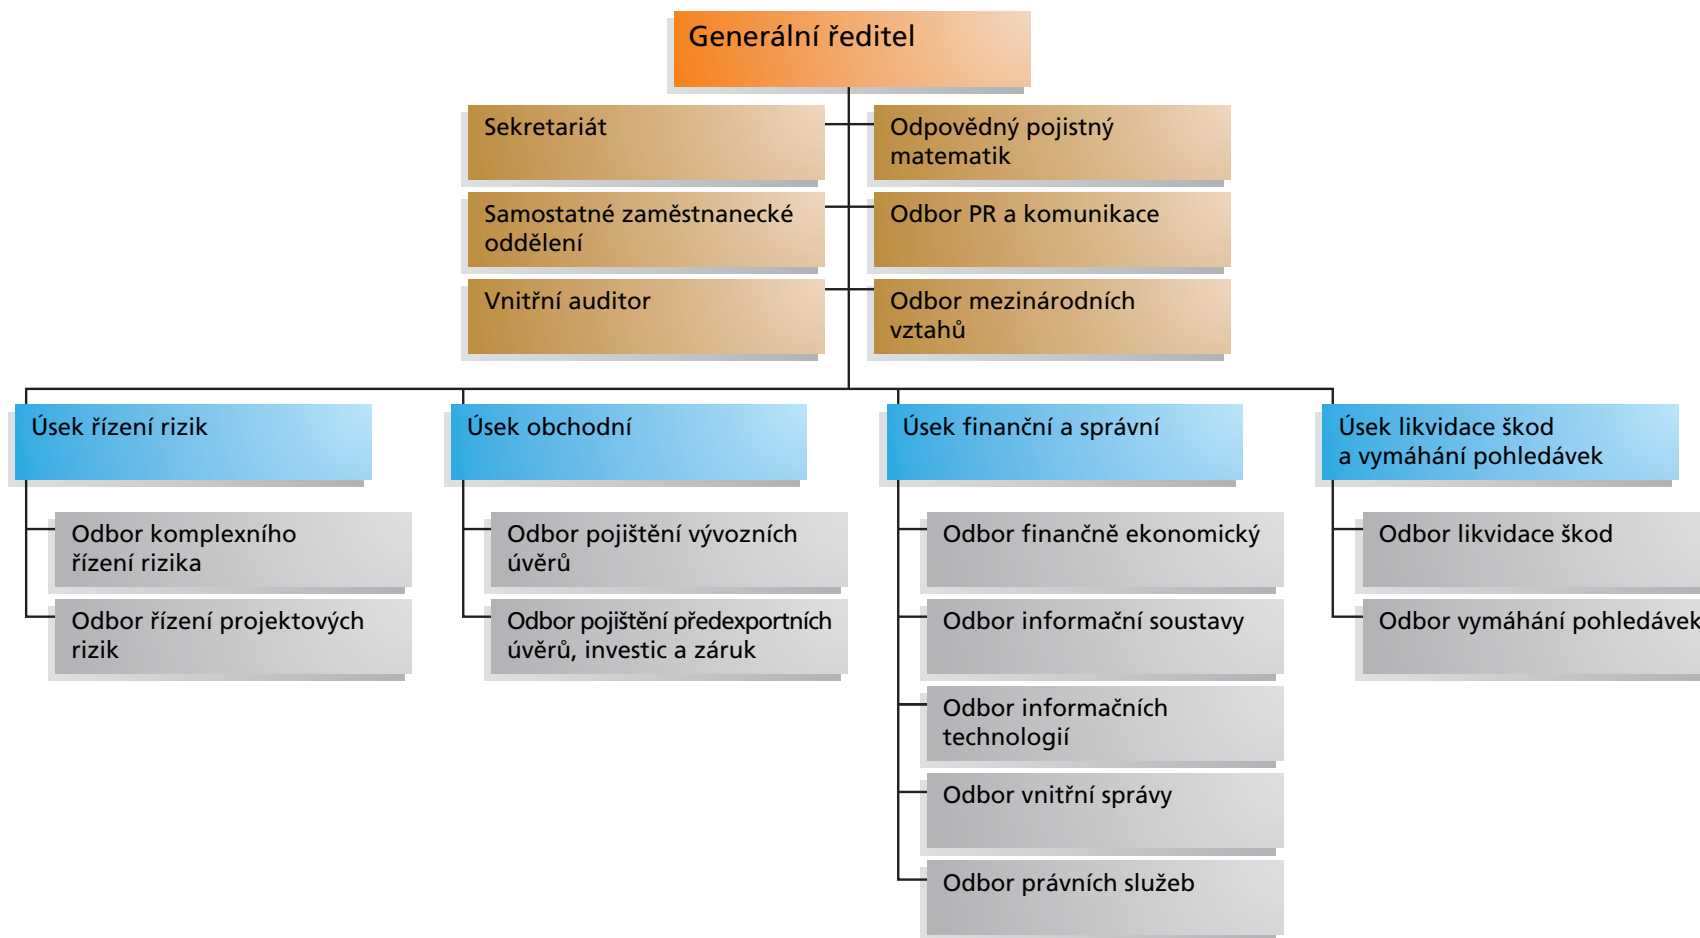 Generální ředitel
Sekretariát
Odpovědný pojistný
matematik
Samostatné zaměstnanecké
oddělení
Odbor PR a komunikace
Vnitřní auditor
Odbor mezinárodních
vztahů
Úsek řízení rizik
Odbor komplexního
řízení rizika
Odbor řízení projektových
rizik
Úsek obchodní
Odbor pojištění vývozních
úvěrů
Odbor pojištění předexportních
úvěrů, investic a záruk
Úsek finanční a správní
Odbor finančně ekonomický
Odbor informační soustavy
Odbor informačních
technologií
Odbor vnitřní správy
Odbor právních služeb
Úsek likvidace škod
a vymáhání pohledávek
Odbor likvidace škod
Odbor vymáhání pohledávek